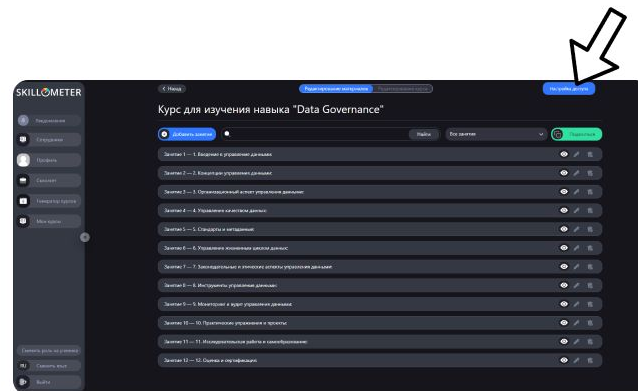 SKILLOMETER
Уведомления
Сотрудники
Профиль
Генератор курсов
Мои курсы
Сменить роль на ученика
RU Сменить язык
Выйти
Назад
Редактирование материалов Редактирование курса
Настройки доступа
Курс для изучения навыка "Data Governance"
Добавить занятие
Найти
Все занятия
Поделиться
Занятие 1 — 1. Введение в управление данными:
Занятие 2 — 2. Концепции управления данными:
Занятие 3 — 3. Организационный аспект управления данными:
Занятие 4 — 4. Управление качеством данных:
Занятие 5 — 5. Стандарты и метаданные:
Занятие 6 — 6. Управление жизненным циклом данных:
Занятие 7 — 7. Законодательные и этические аспекты управления данными:
Занятие 8 — 8. Инструменты управления данными:
Занятие 9 — 9. Мониторинг и аудит управления данными:
Занятие 10 — 10. Практические упражнения и проекты:
Занятие 11 — 11. Исследовательская работа и самообразование:
Занятие 12 — 12. Оценка и сертификация: